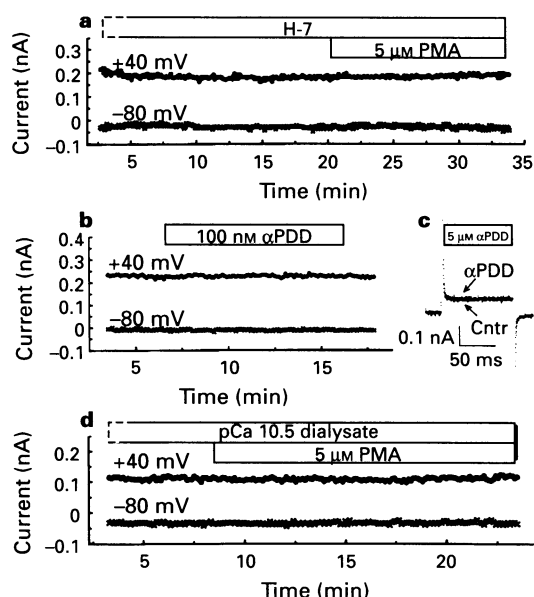 a
H-7
5 µM PMA
Current (nA)
0.3
0.2
0.1
0
−0.1
+40 mV
−80 mV
5 10 15 20 25 30 35
Time (min)
b
100 nM αPDD
Current (nA)
0.4
0.3
0.2
0.1
0
−0.1
+40 mV
−80 mV
5 10 15
Time (min)
c
5 µM αPDD
αPDD
Cntr
0.1 nA
50 ms
d
pCa 10.5 dialysate
5 µM PMA
Current (nA)
0.2
0.1
0
−0.1
+40 mV
−80 mV
5 10 15 20
Time (min)